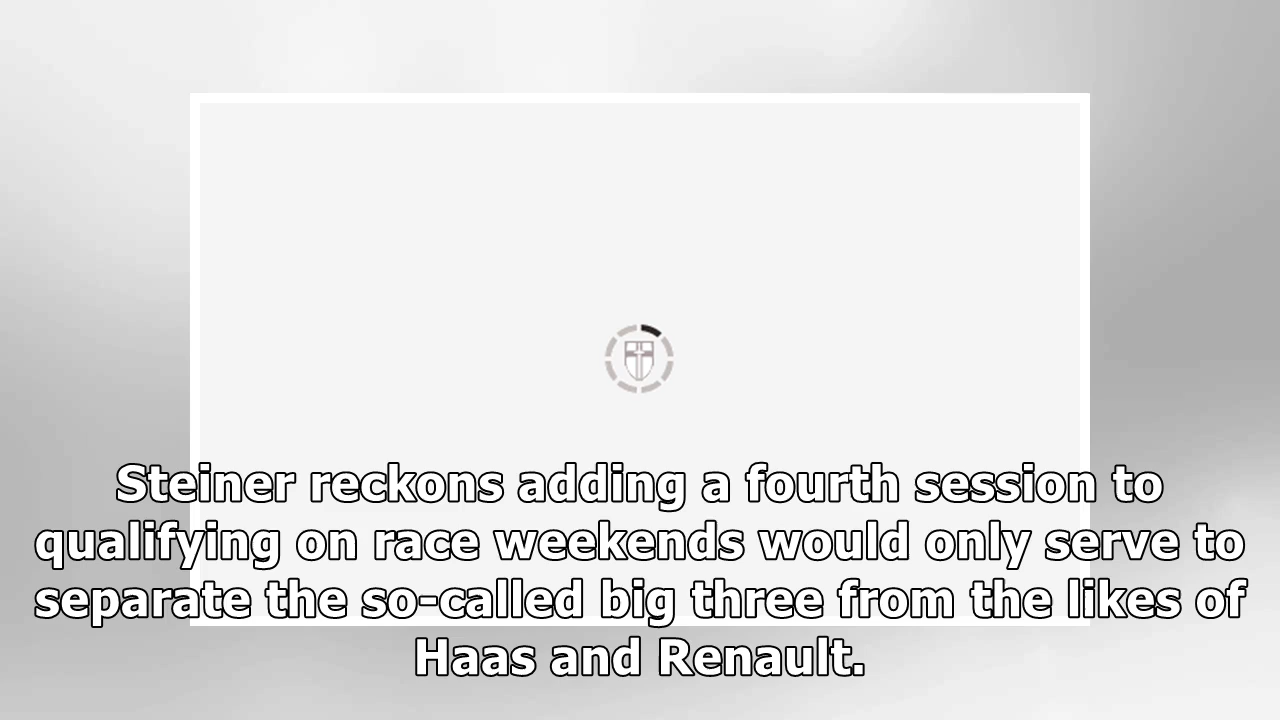 Steiner reckons adding a fourth session to
qualifying on race weekends would only serve to
separate the so-called big three from the likes of
Haas and Renault.